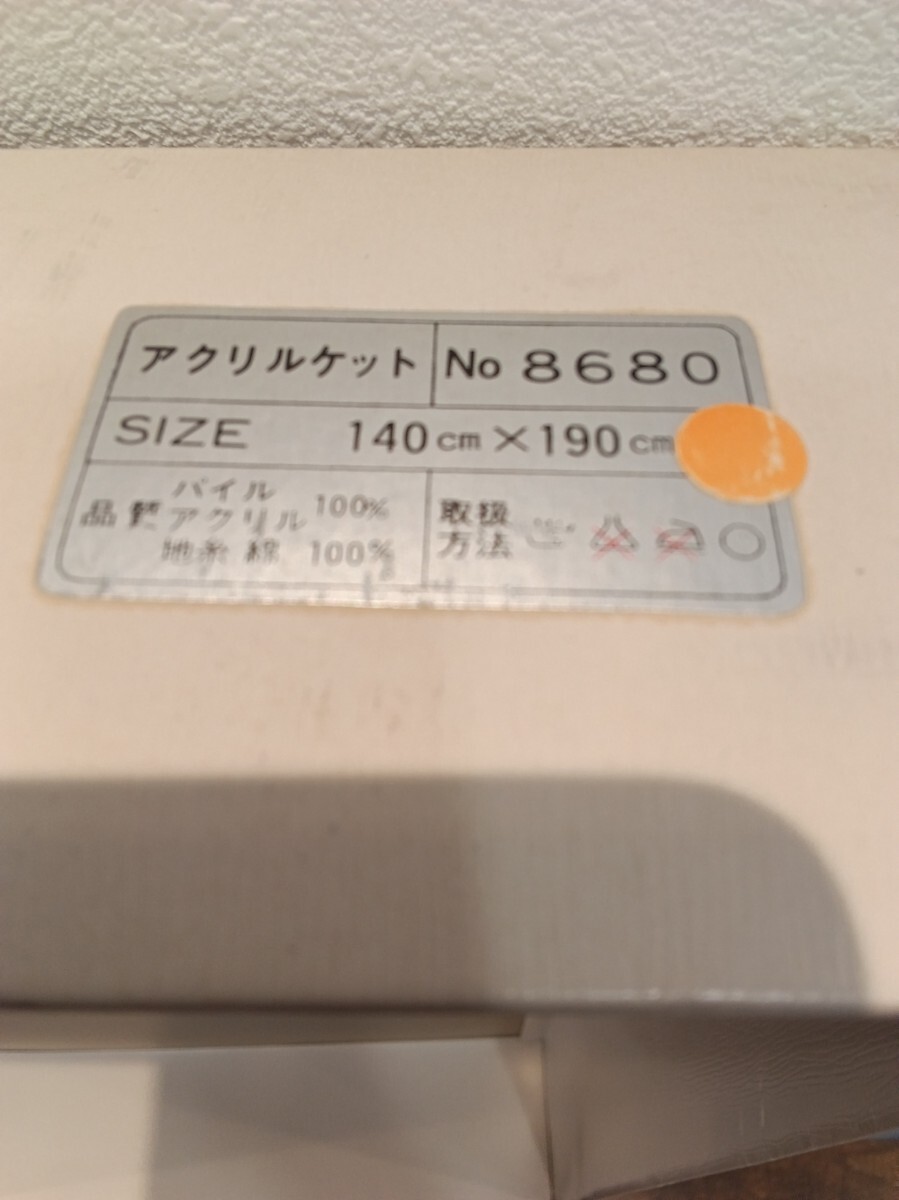 アクリルケット No 8680
SIZE 140cm×190cm
品質 パイル アクリル 100%
地糸 綿 100%
取扱方法